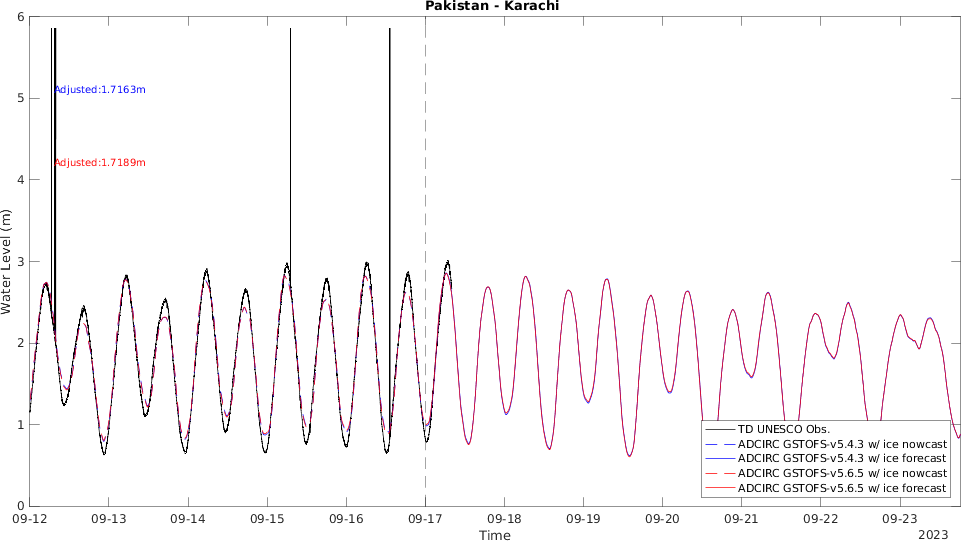 Pakistan - Karachi
6
5
4
3
2
1
0
Water Level (m)
Adjusted:1.7163m
Adjusted:1.7189m
TD UNESCO Obs.
ADCIRC GSTOFS-v5.4.3 w/ ice nowcast
ADCIRC GSTOFS-v5.4.3 w/ ice forecast
ADCIRC GSTOFS-v5.6.5 w/ ice nowcast
ADCIRC GSTOFS-v5.6.5 w/ ice forecast
09-12 09-13 09-14 09-15 09-16 09-17 09-18 09-19 09-20 09-21 09-22 09-23
Time
2023